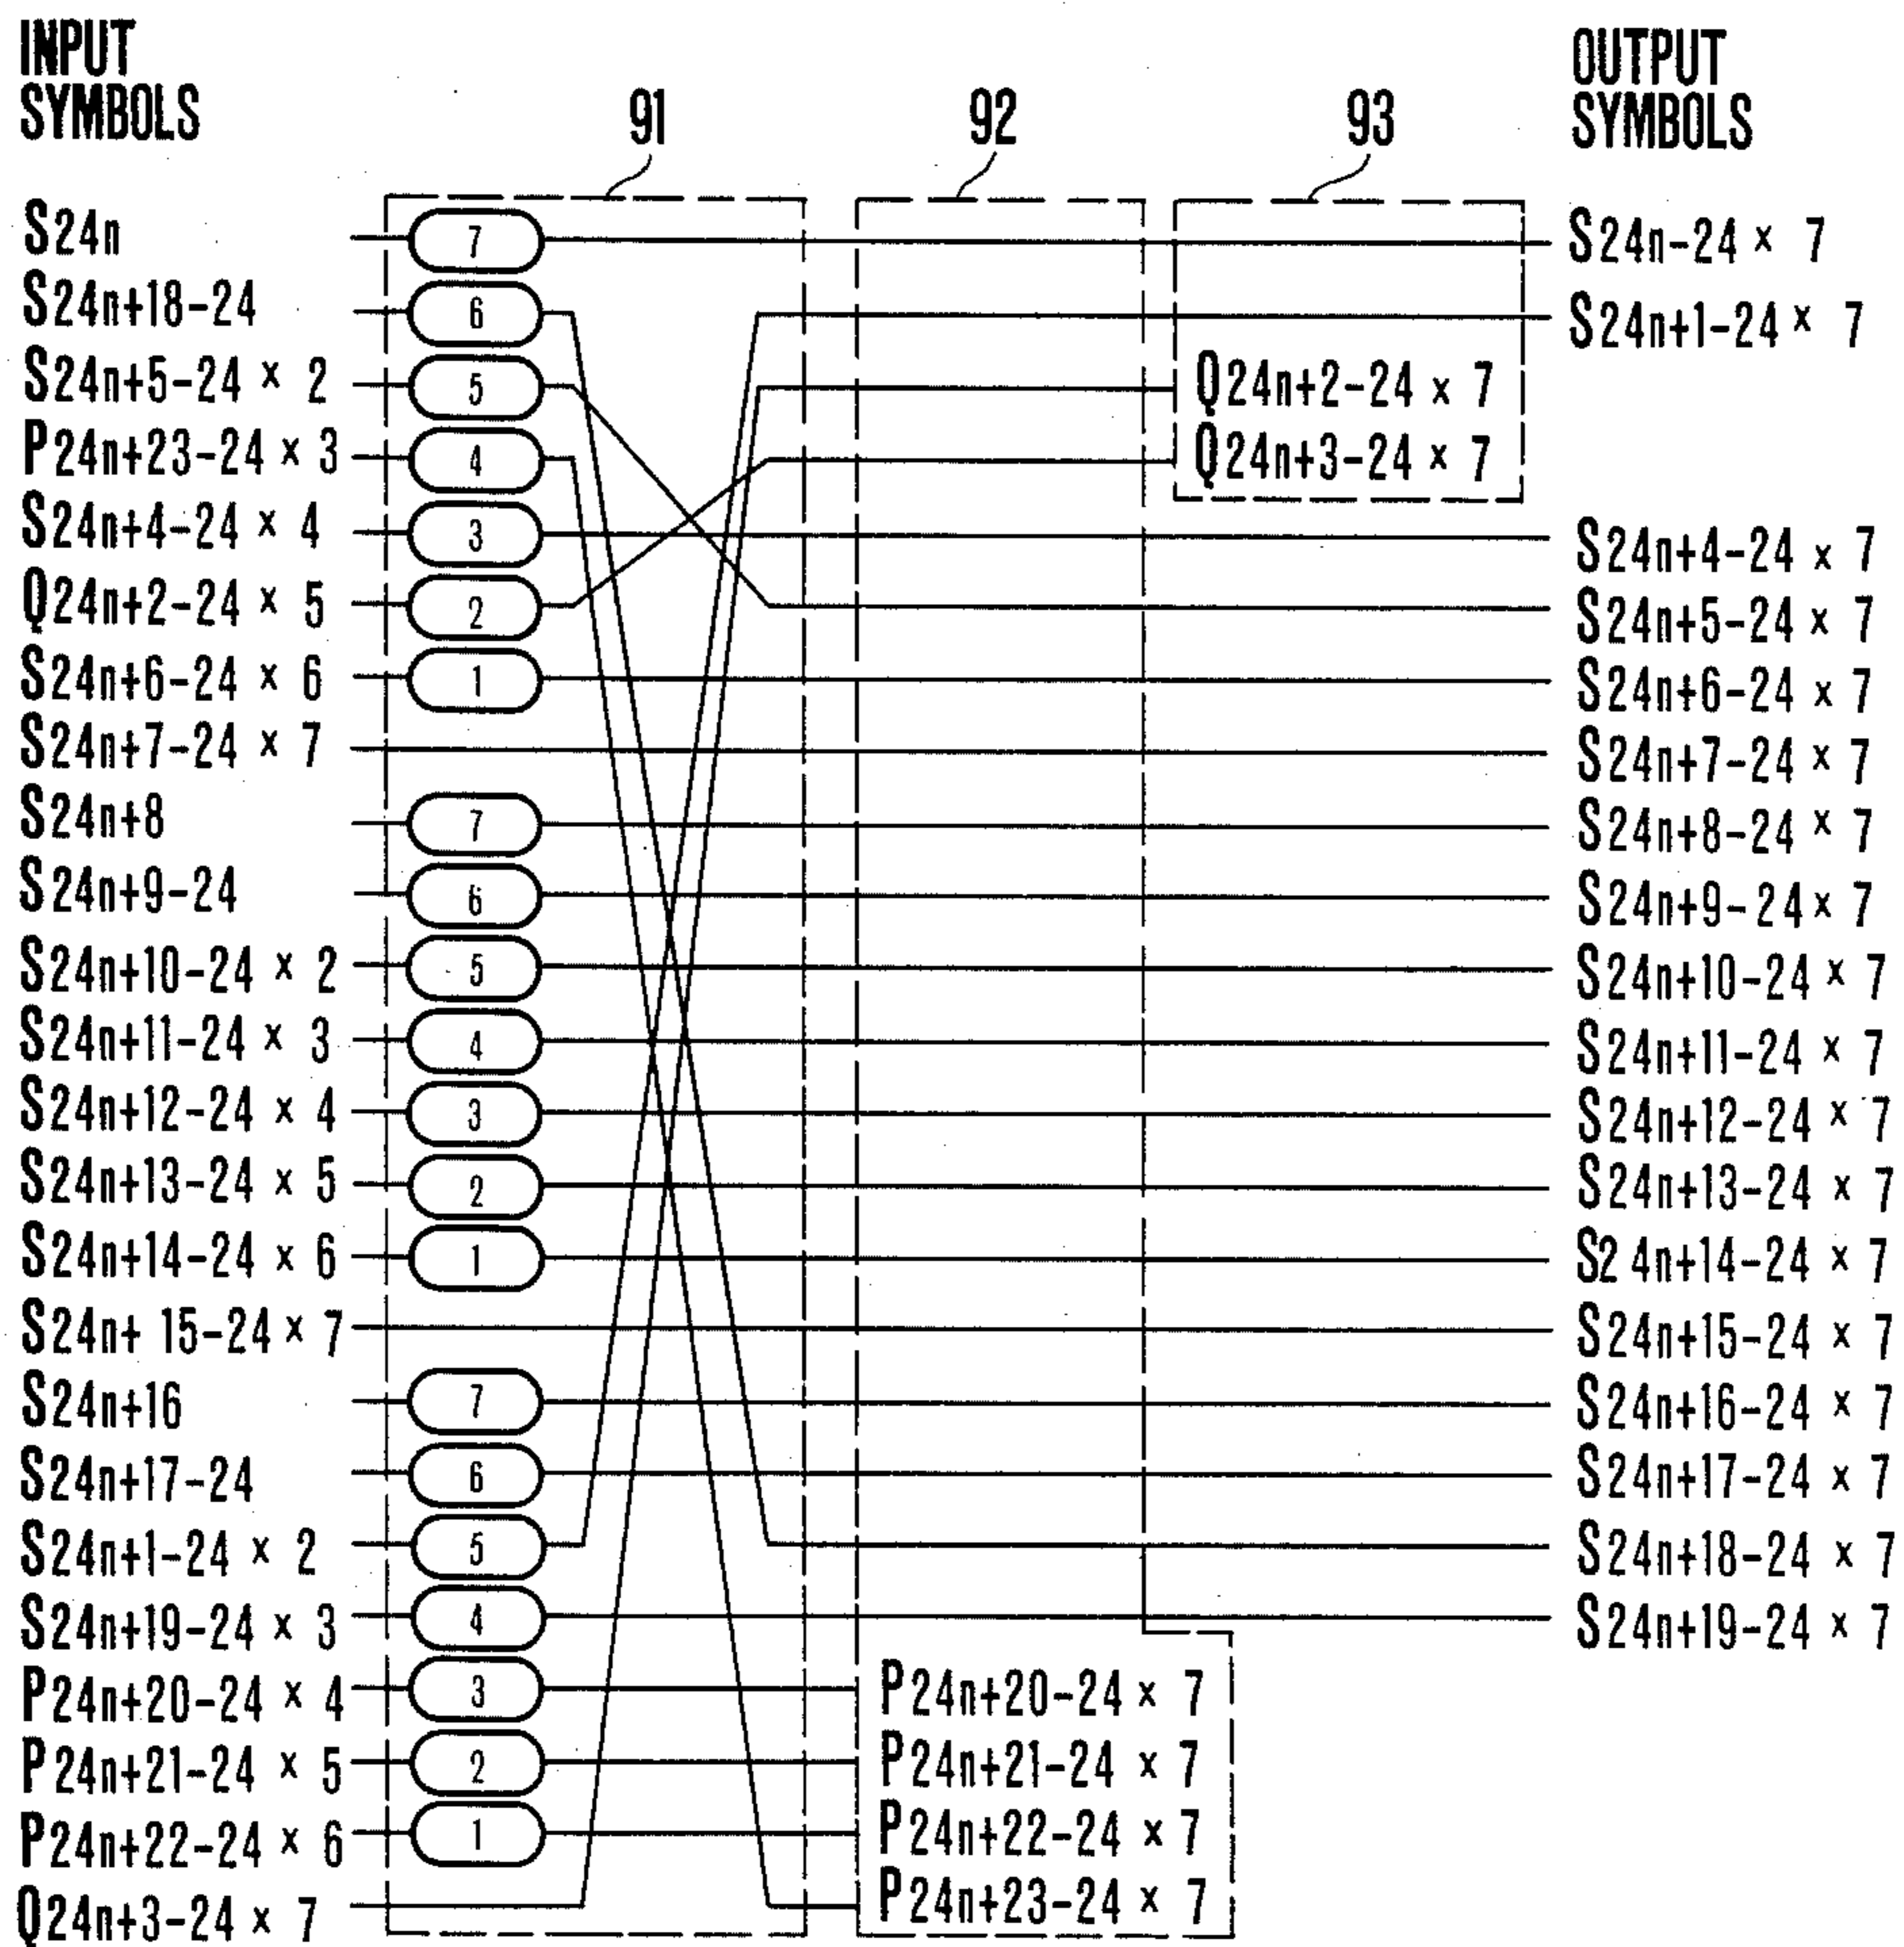 INPUT
SYMBOLS
OUTPUT
SYMBOLS
91
92
93
S24n
7
S24n-24 × 7
S24n+18-24
6
S24n+1-24 × 7
S24n+5-24 × 2
5
Q24n+2-24 × 7
P24n+23-24 × 3
4
Q24n+3-24 × 7
S24n+4-24 × 4
3
S24n+4-24 × 7
Q24n+2-24 × 5
2
S24n+5-24 × 7
S24n+6-24 × 6
1
S24n+6-24 × 7
S24n+7-24 × 7
S24n+7-24 × 7
S24n+8
7
S24n+8-24 × 7
S24n+9-24
6
S24n+9-24× 7
S24n+10-24 × 2
5
S24n+10-24 × 7
S24n+11-24 × 3
4
S24n+11-24 × 7
S24n+12-24 × 4
3
S24n+12-24 × 7
S24n+13-24 × 5
2
S24n+13-24 × 7
S24n+14-24 × 6
1
S24n+14-24 × 7
S24n+ 15-24 × 7
S24n+15-24 × 7
S24n+16
7
S24n+16-24 × 7
S24n+17-24
6
S24n+17-24 × 7
S24n+1-24 × 2
5
S24n+18-24 × 7
S24n+19-24 × 3
4
S24n+19-24 × 7
P24n+20-24 × 4
3
P24n+20-24 × 7
P24n+21-24 × 5
2
P24n+21-24 × 7
P24n+22-24 × 6
1
P24n+22-24 × 7
Q24n+3-24 × 7
P24n+23-24 × 7